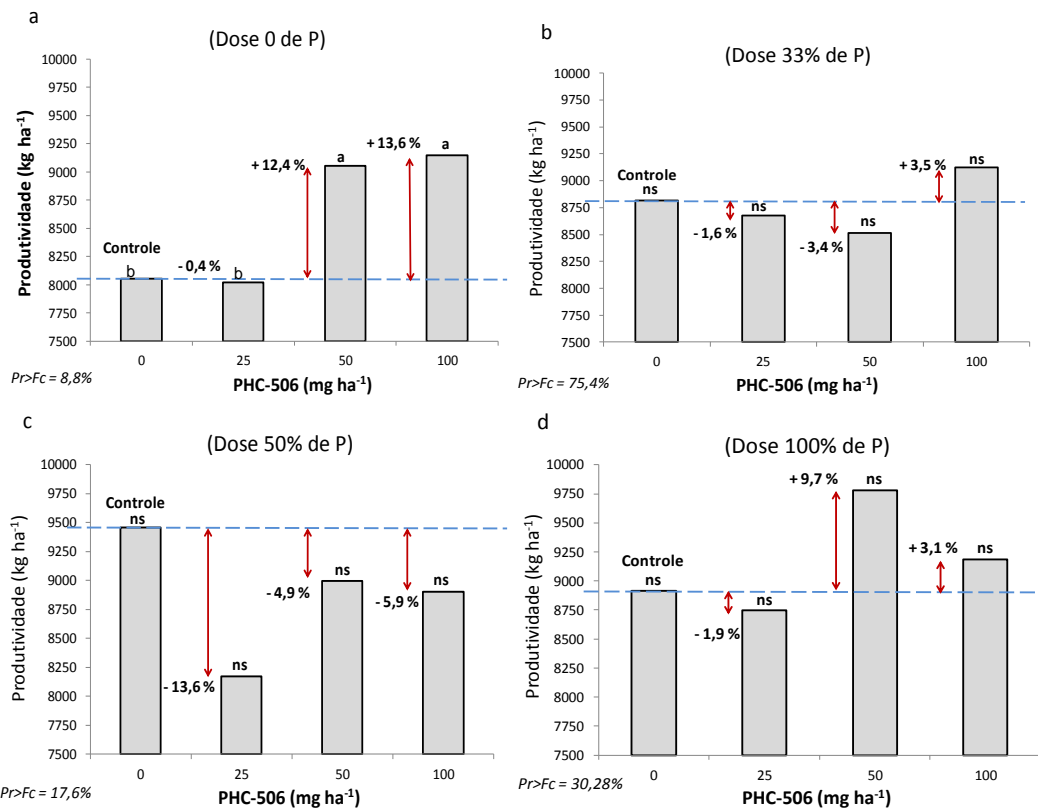 a
(Dose 0 de P)
Produtividade (kg ha⁻¹)
10000
9750
9500
9250
9000
8750
8500
8250
8000
7750
7500
Controle
b
- 0,4 %
b
+ 12,4 %
a
+ 13,6 %
a
0 25 50 100
Pr>Fc = 8,8%
PHC-506 (mg ha⁻¹)
b
(Dose 33% de P)
Produtividade (kg ha⁻¹)
10000
9750
9500
9250
9000
8750
8500
8250
8000
7750
7500
Controle
ns
- 1,6 %
ns
- 3,4 %
ns
+ 3,5 %
ns
0 25 50 100
Pr>Fc = 75,4%
PHC-506 (mg ha⁻¹)
c
(Dose 50% de P)
Produtividade (kg ha⁻¹)
10000
9750
9500
9250
9000
8750
8500
8250
8000
7750
7500
Controle
ns
- 13,6 %
ns
- 4,9 %
ns
- 5,9 %
ns
0 25 50 100
Pr>Fc = 17,6%
PHC-506 (mg ha⁻¹)
d
(Dose 100% de P)
Produtividade (kg ha⁻¹)
10000
9750
9500
9250
9000
8750
8500
8250
8000
7750
7500
Controle
ns
- 1,9 %
ns
+ 9,7 %
ns
+ 3,1 %
ns
0 25 50 100
Pr>Fc = 30,28%
PHC-506 (mg ha⁻¹)